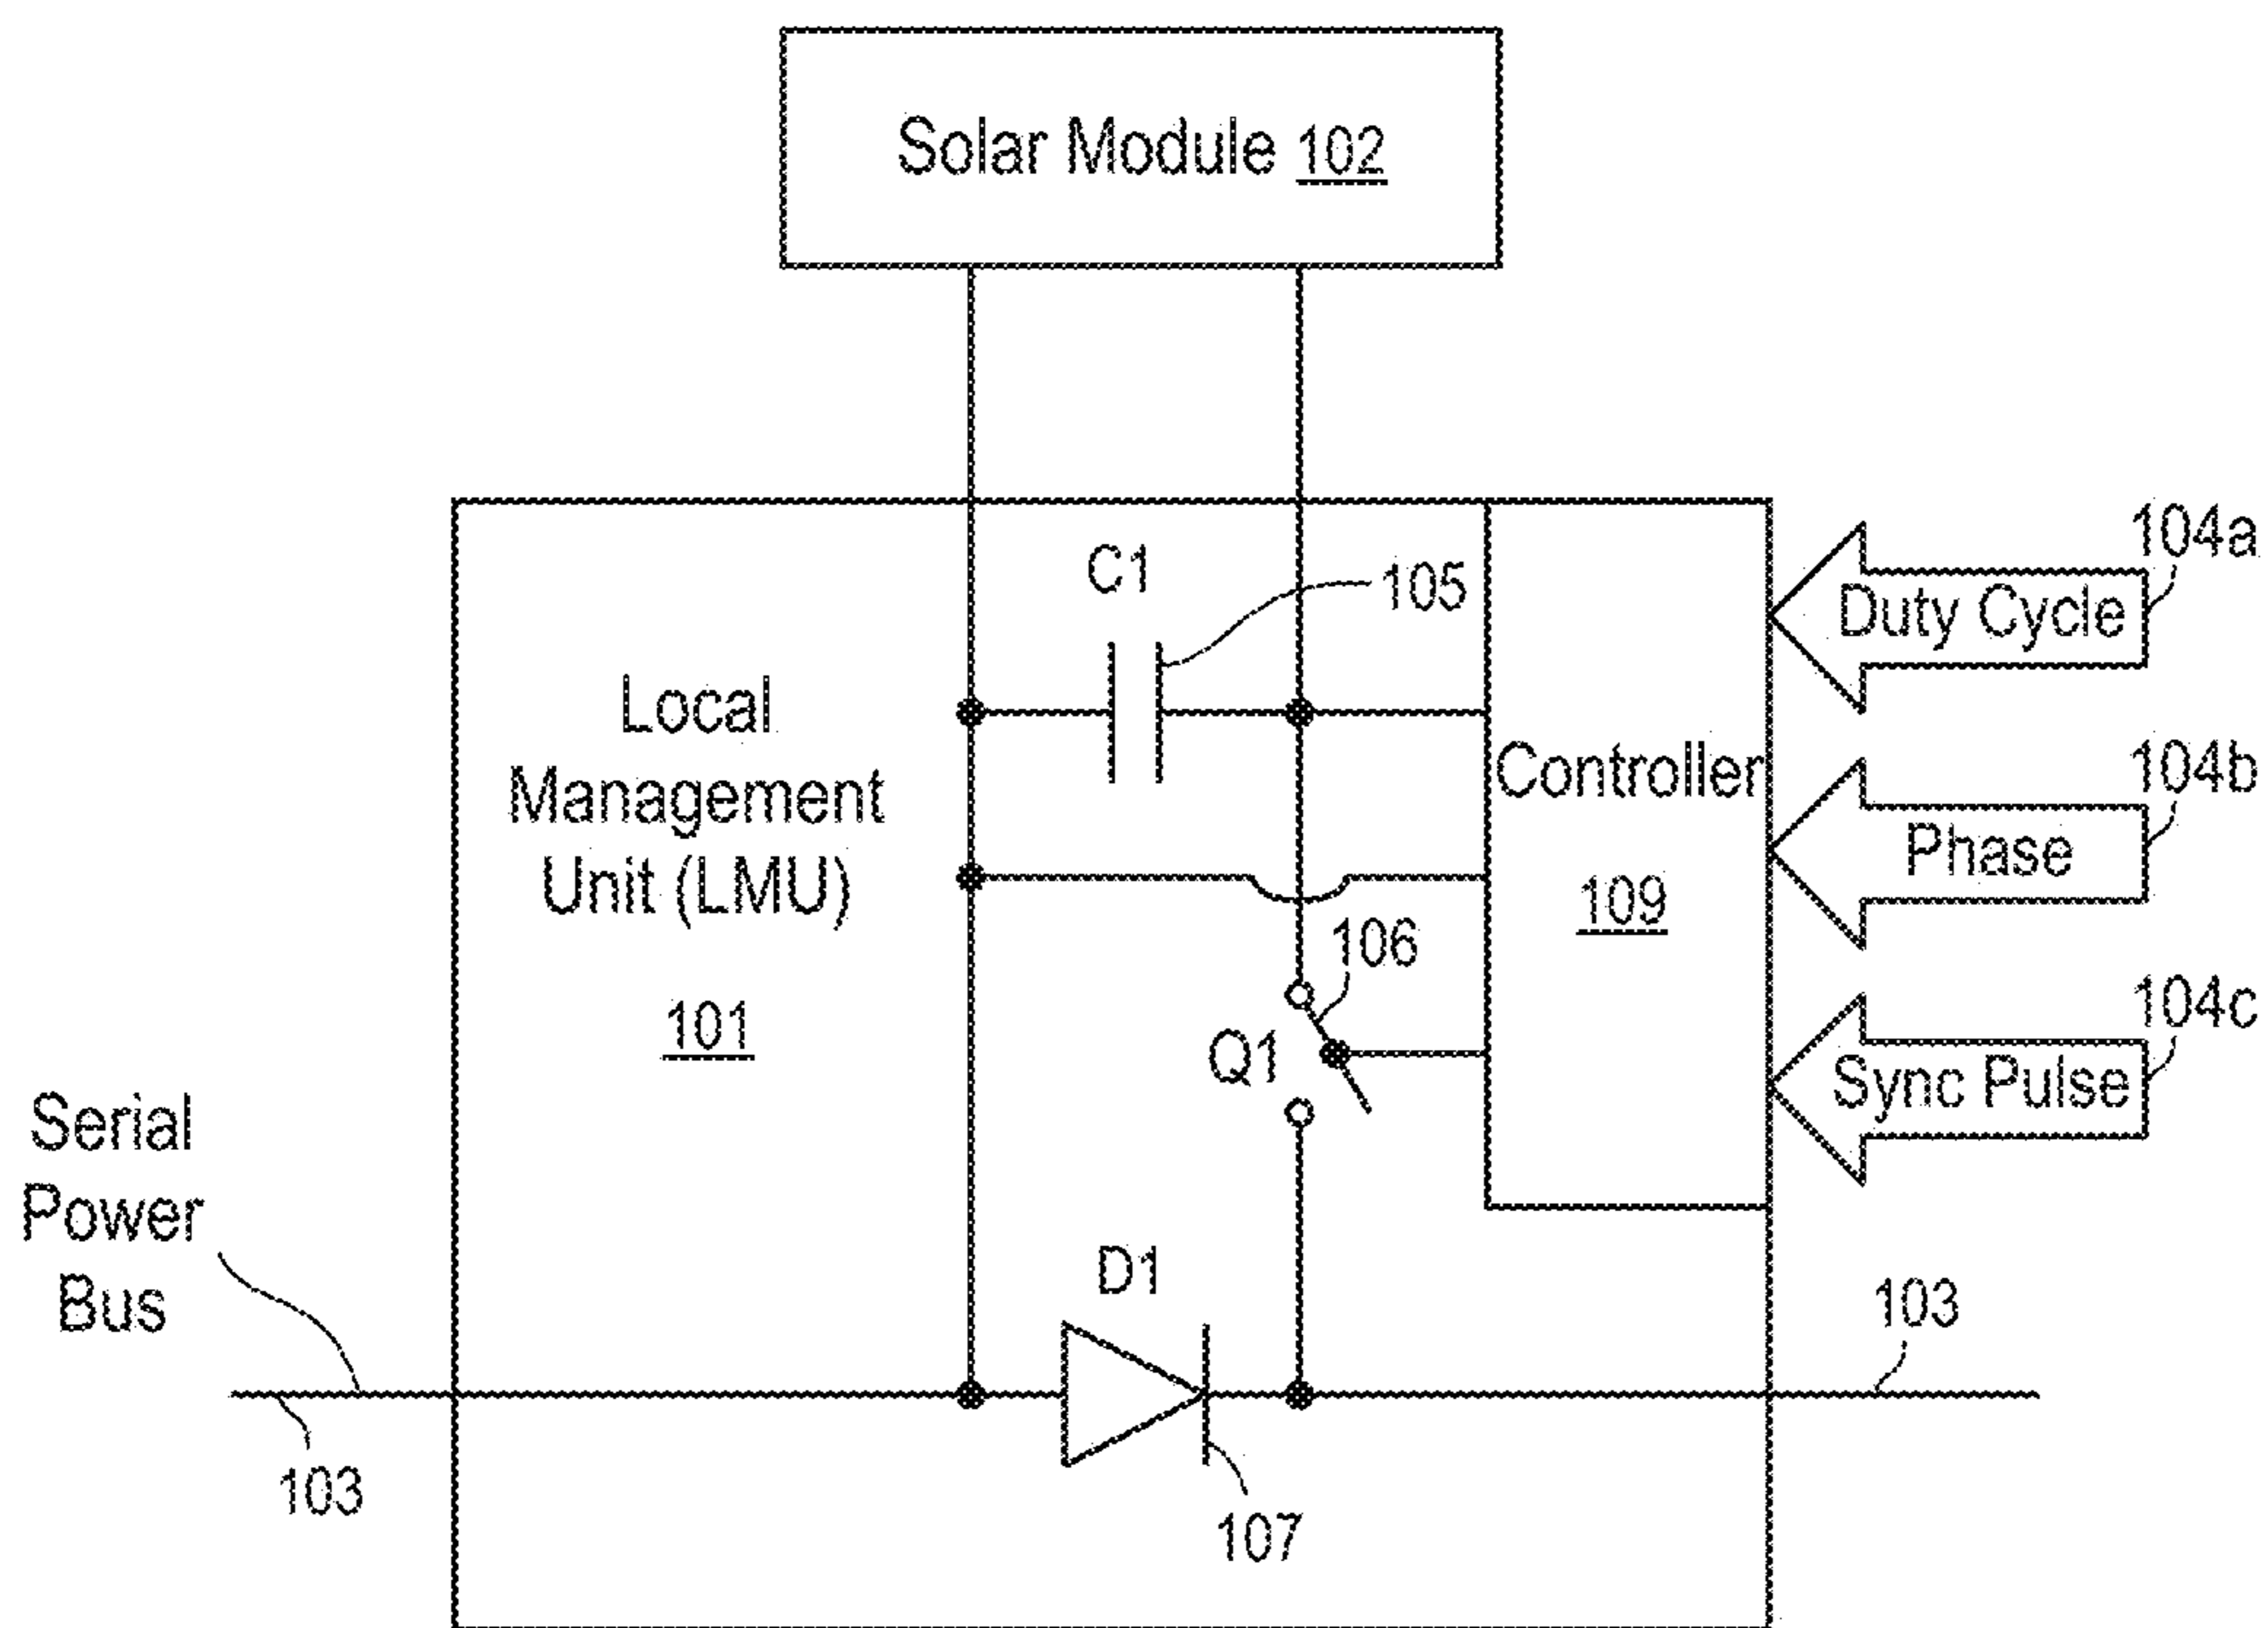 Solar Module 102
C1
105
104a
Duty Cycle
Local
Management
Unit (LMU)
101
Controller
109
104b
Phase
106
Q1
104c
Sync Pulse
Serial
Power
Bus
D1
103
103
107